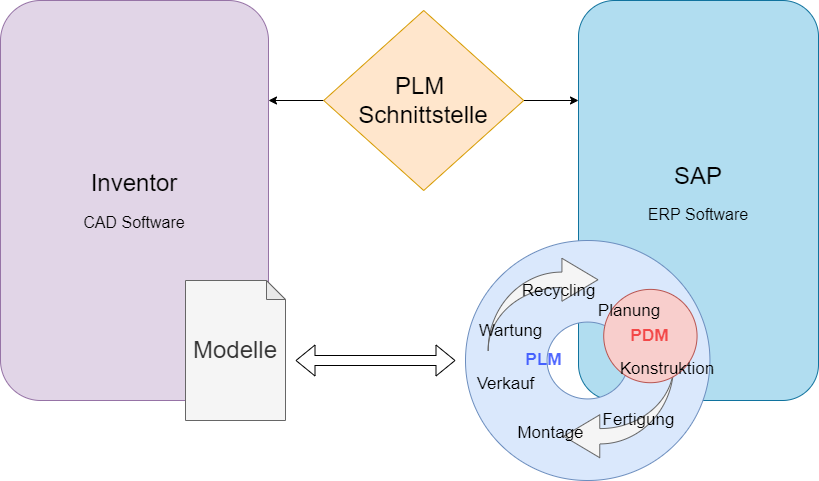 PLM
Schnittstelle
Inventor
CAD Software
SAP
ERP Software
Modelle
Recycling
Planung
Wartung
PDM
PLM
Konstruktion
Verkauf
Fertigung
Montage